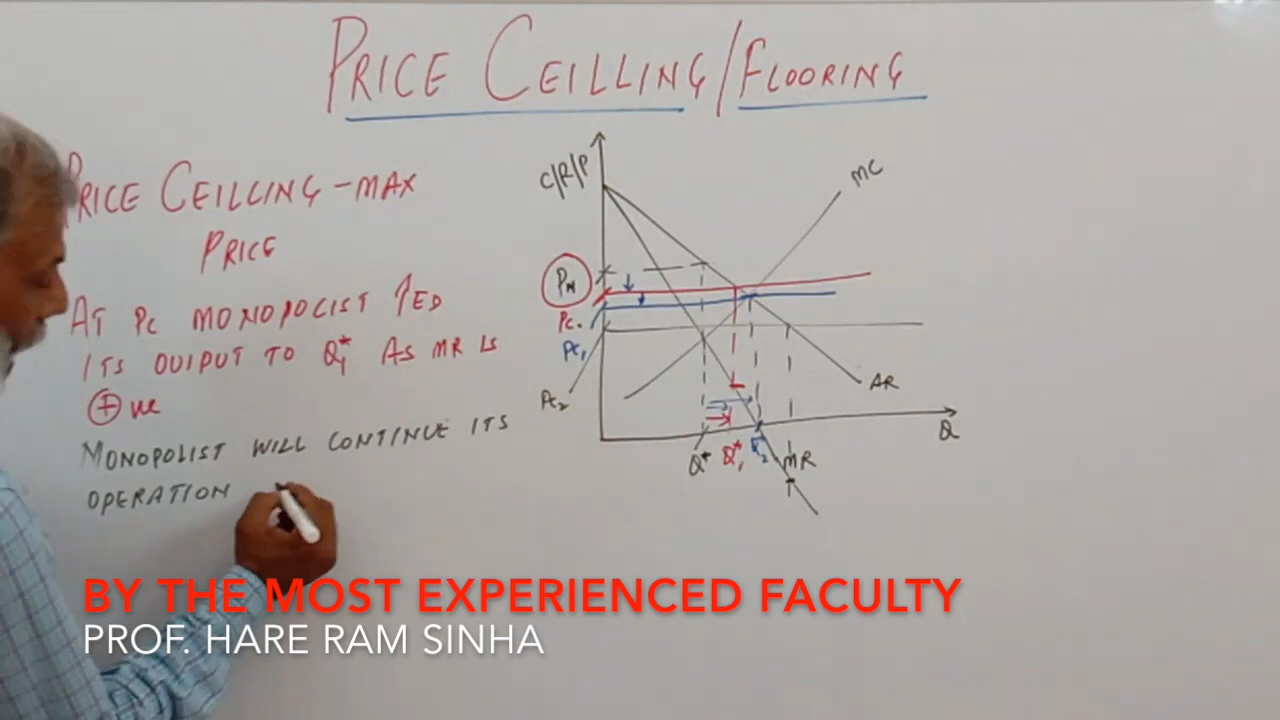 PRICE CEILLING/FLOORING
PRICE CEILLING-MAX
PRICE
AT Pc MONOPOLIST ↑ED
ITS OUTPUT TO Q1* AS MR IS
⊕ve
MONOPOLIST WILL CONTINUE ITS
OPERATION
C/R/P
MC
PM
Pc.
Pc1
Pc2
AR
Q
Q* Q1* Q2* MR
BY THE MOST EXPERIENCED FACULTY
PROF. HARE RAM SINHA